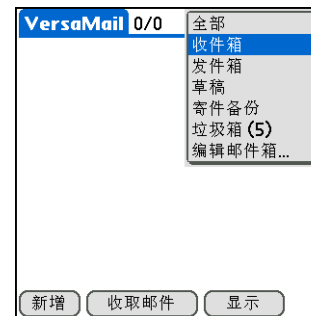 VersaMail 0/0
全部
收件箱
发件箱
草稿
寄件备份
垃圾箱 (5)
编辑邮件箱...
新增 收取邮件 显示